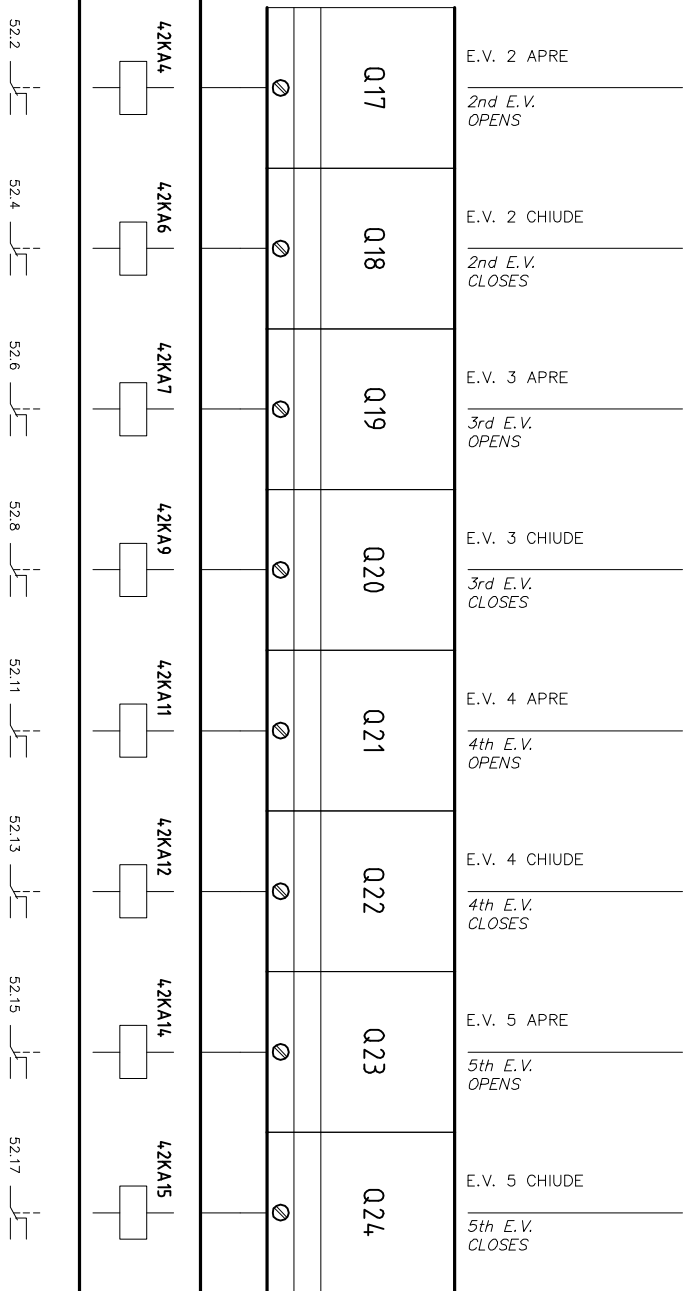 52.2
42KA4
Q17
E.V. 2 APRE
2nd E.V.
OPENS
52.4
42KA6
Q18
E.V. 2 CHIUDE
2nd E.V.
CLOSES
52.6
42KA7
Q19
E.V. 3 APRE
3rd E.V.
OPENS
52.8
42KA9
Q20
E.V. 3 CHIUDE
3rd E.V.
CLOSES
52.11
42KA11
Q21
E.V. 4 APRE
4th E.V.
OPENS
52.13
42KA12
Q22
E.V. 4 CHIUDE
4th E.V.
CLOSES
52.15
42KA14
Q23
E.V. 5 APRE
5th E.V.
OPENS
52.17
42KA15
Q24
E.V. 5 CHIUDE
5th E.V.
CLOSES